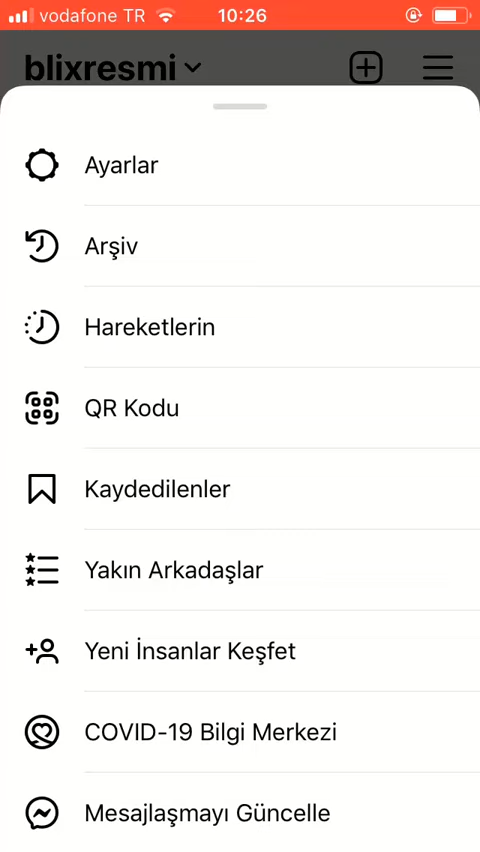 vodafone TR 10:26
blixresmi
Ayarlar
Arşiv
Hareketlerin
QR Kodu
Kaydedilenler
Yakın Arkadaşlar
Yeni İnsanlar Keşfet
COVID-19 Bilgi Merkezi
Mesajlaşmayı Güncelle